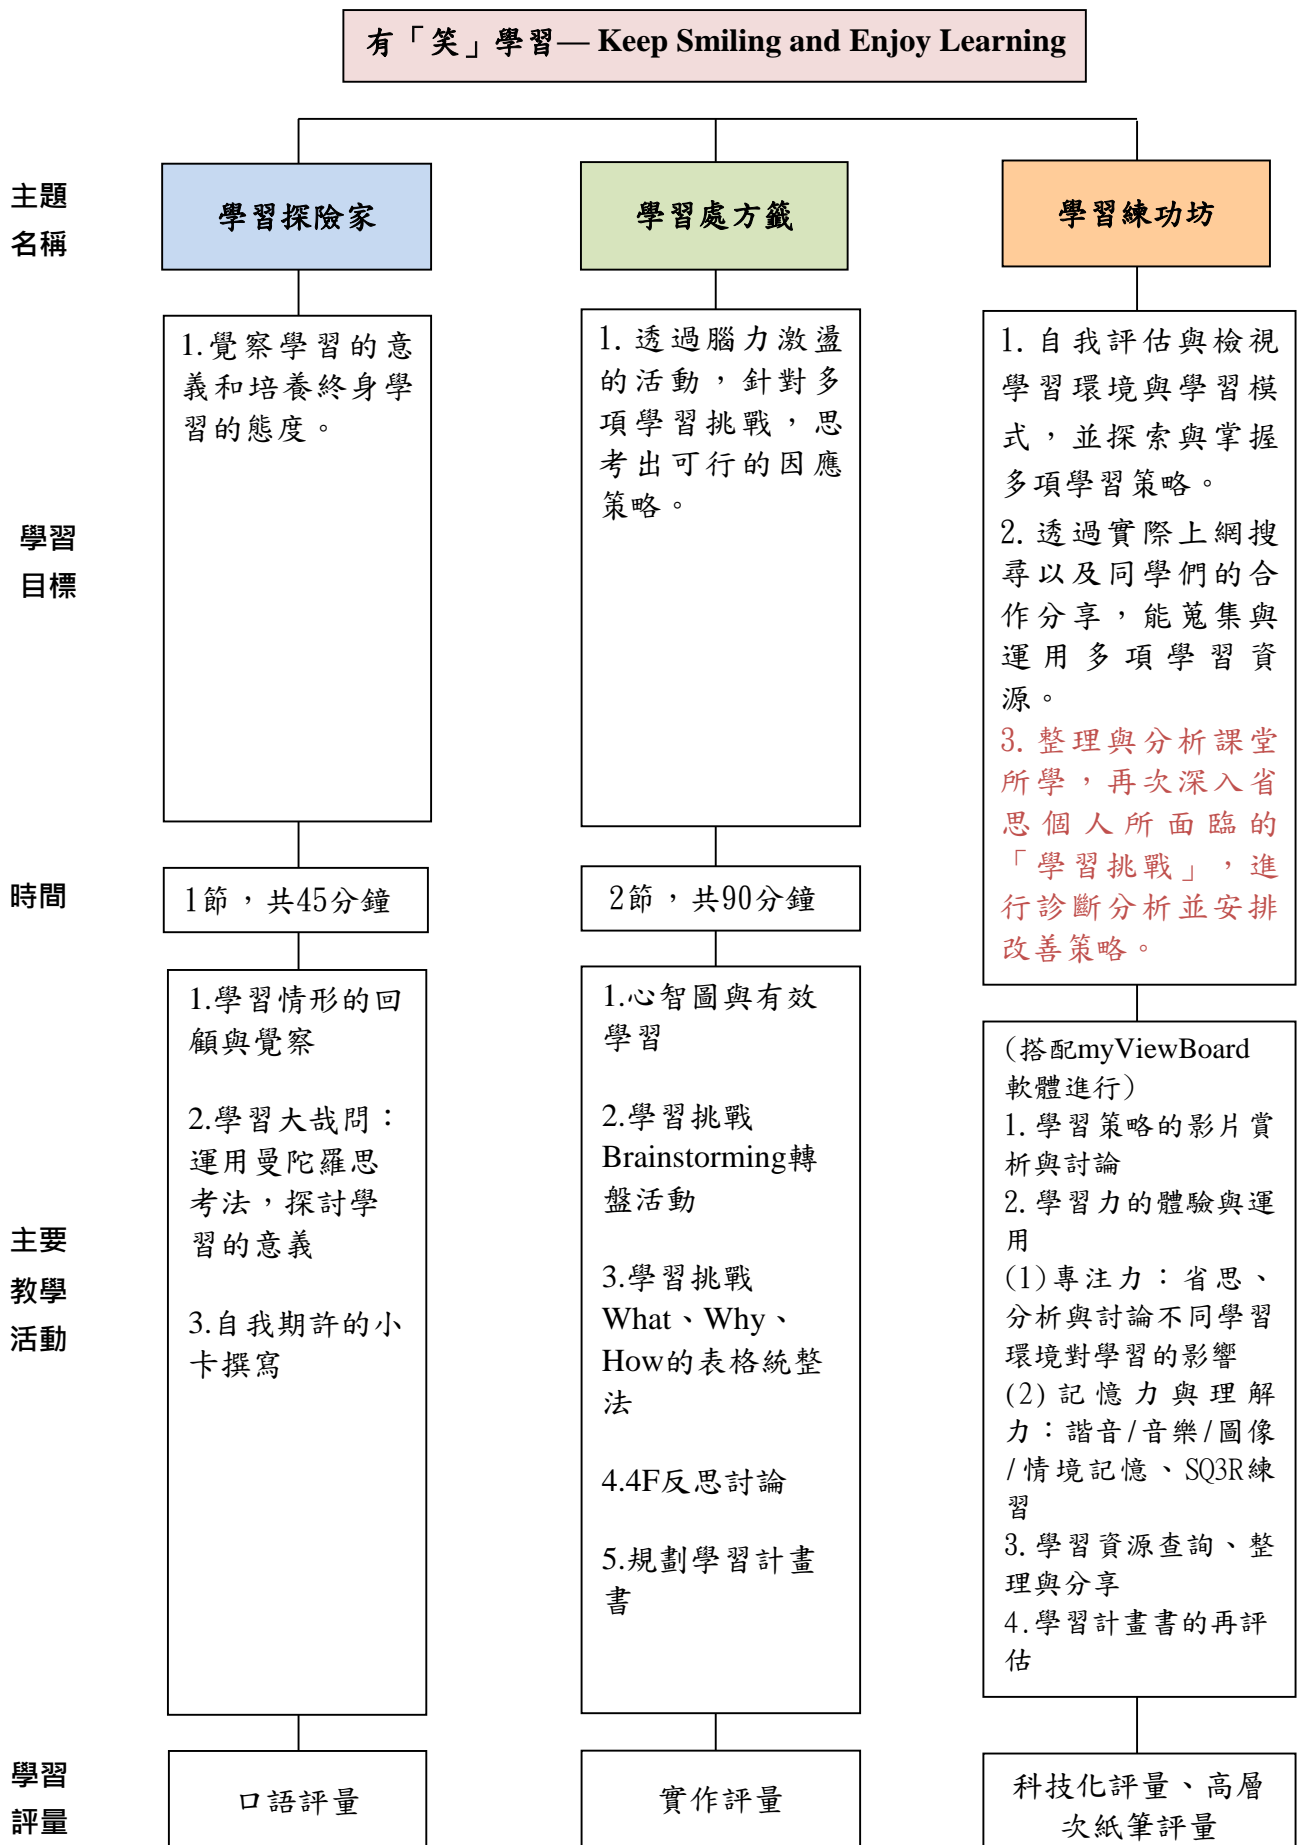 有「笑」學習— Keep Smiling and Enjoy Learning
主題
名稱
學習探險家
學習處方籤
學習練功坊
學習
目標
1.覺察學習的意
義和培養終身學
習的態度。
1. 透過腦力激盪
的活動，針對多
項學習挑戰，思
考出可行的因應
策略。
1. 自我評估與檢視
學習環境與學習模
式，並探索與掌握
多項學習策略。
2. 透過實際上網搜
尋以及同學們的合
作分享，能蒐集與
運用多項學習資
源。
3. 整理與分析課堂
所學，再次深入省
思個人所面臨的
「學習挑戰」，進
行診斷分析並安排
改善策略。
時間
1節，共45分鐘
2節，共90分鐘
主要
教學
活動
1.學習情形的回
顧與覺察
2.學習大哉問：
運用曼陀羅思
考法，探討學
習的意義
3.自我期許的小
卡撰寫
1.心智圖與有效
學習
2.學習挑戰
Brainstorming轉
盤活動
3.學習挑戰
What、Why、
How的表格統整
法
4.4F反思討論
5.規劃學習計畫
書
(搭配myViewBoard
軟體進行)
1. 學習策略的影片賞
析與討論
2. 學習力的體驗與運
用
(1)專注力：省思、
分析與討論不同學習
環境對學習的影響
(2)記憶力與理解
力：諧音/音樂/圖像
/情境記憶、SQ3R練
習
3. 學習資源查詢、整
理與分享
4.學習計畫書的再評
估
學習
評量
口語評量
實作評量
科技化評量、高層
次紙筆評量